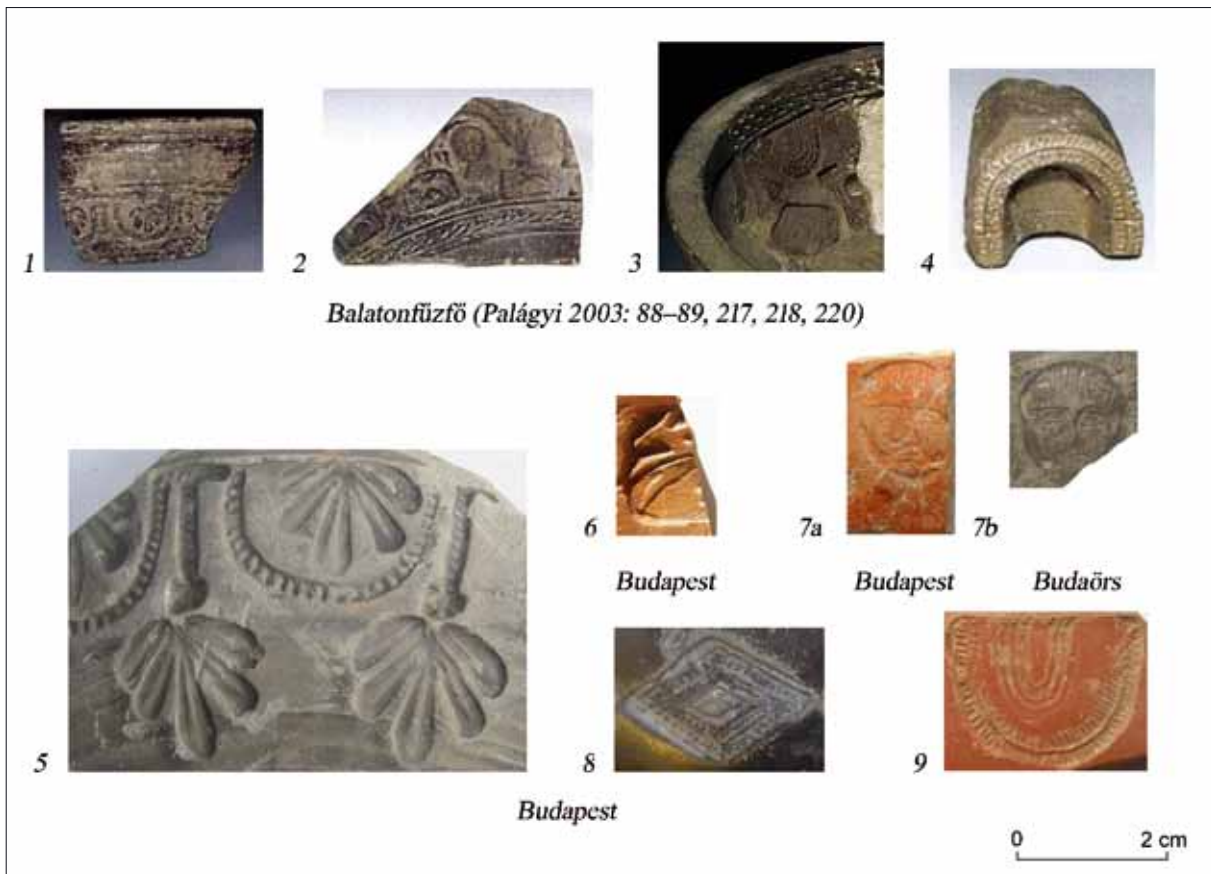 1
2
3
4
Balatonfűzfő (Palágyi 2003: 88–89, 217, 218, 220)
5
6
7a
7b
Budapest
Budapest
Budaörs
8
9
Budapest
0 2 cm